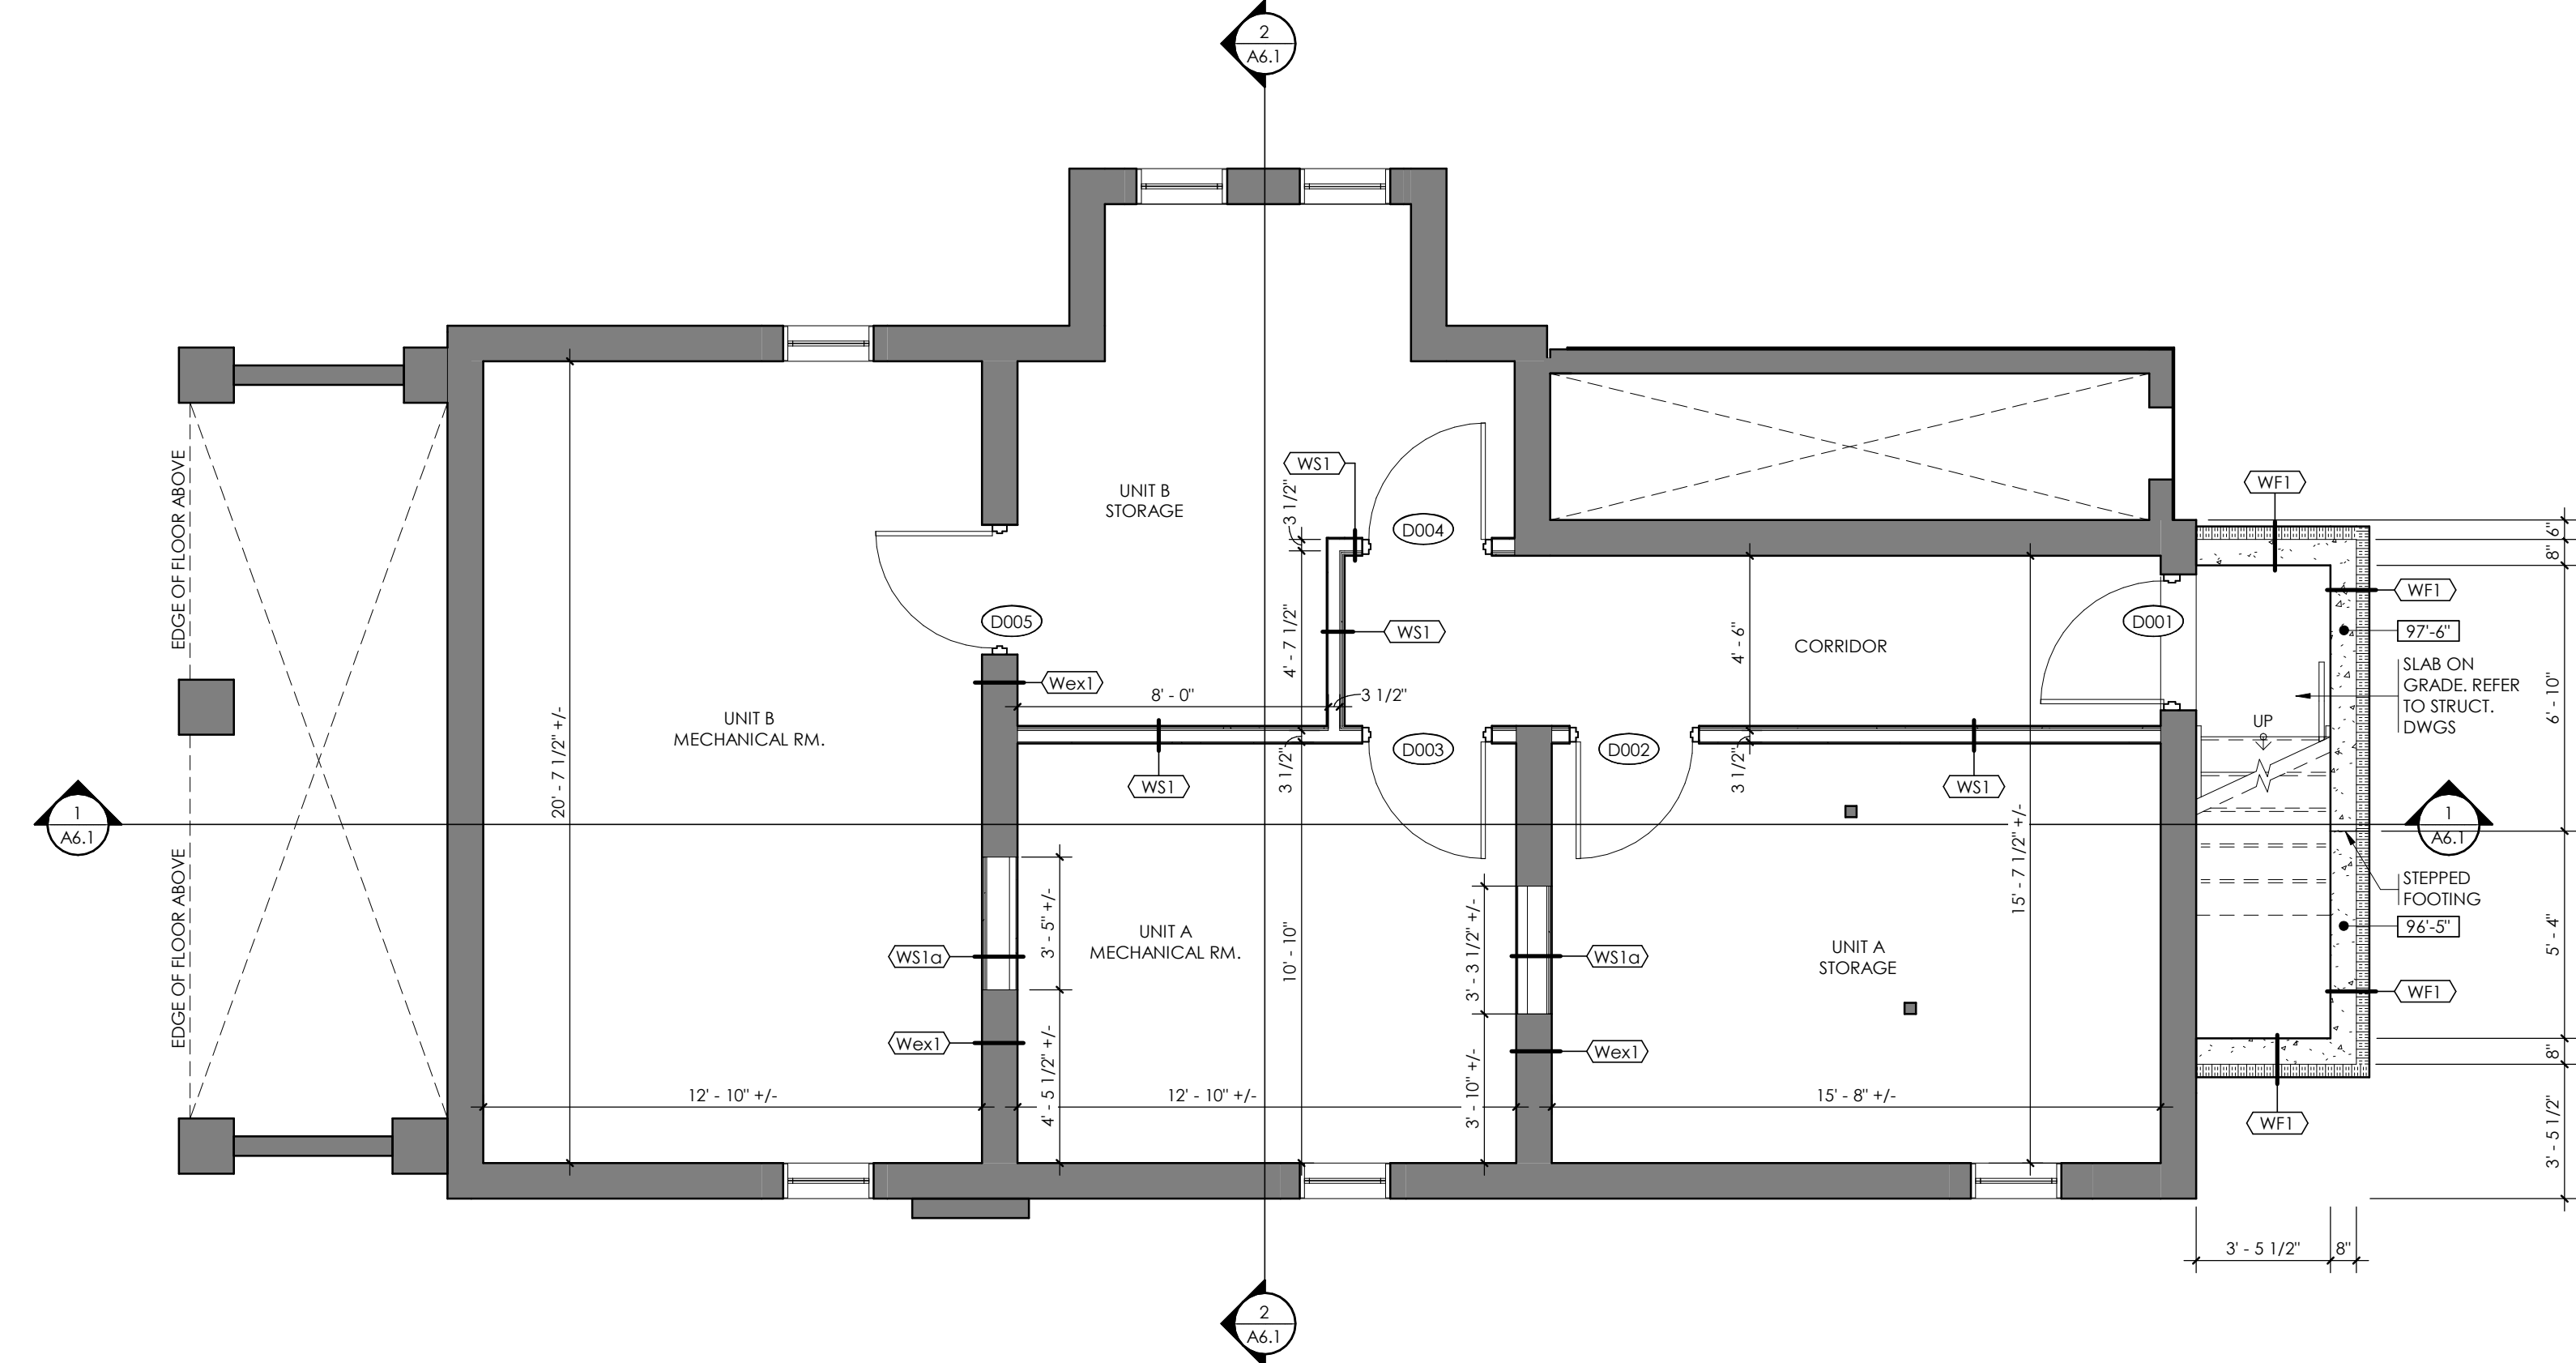 2
A6.1
WS1
3 1/2"
UNIT B
STORAGE
D004
WF1
6"
8"
EDGE OF FLOOR ABOVE
D005
4' - 7 1/2"
WS1
4' - 6"
CORRIDOR
D001
WF1
97'-6"
SLAB ON
GRADE. REFER
TO STRUCT.
DWGS
6' - 10"
Wex1
8' - 0"
3 1/2"
UNIT B
MECHANICAL RM.
20' - 7 1/2" +/-
UP
D003
D002
WS1
3 1/2"
3 1/2"
WS1
1
A6.1
1
A6.1
15' - 7 1/2" +/-
STEPPED
FOOTING
96'-5"
5' - 4"
EDGE OF FLOOR ABOVE
3' - 5" +/-
UNIT A
MECHANICAL RM.
10' - 10"
3' - 3 1/2" +/-
WS1a
WS1a
UNIT A
STORAGE
WF1
Wex1
Wex1
4' - 5 1/2" +/-
3' - 10" +/-
8"
12' - 10" +/-
12' - 10" +/-
15' - 8" +/-
WF1
3' - 5 1/2"
3' - 5 1/2"
8"
2
A6.1